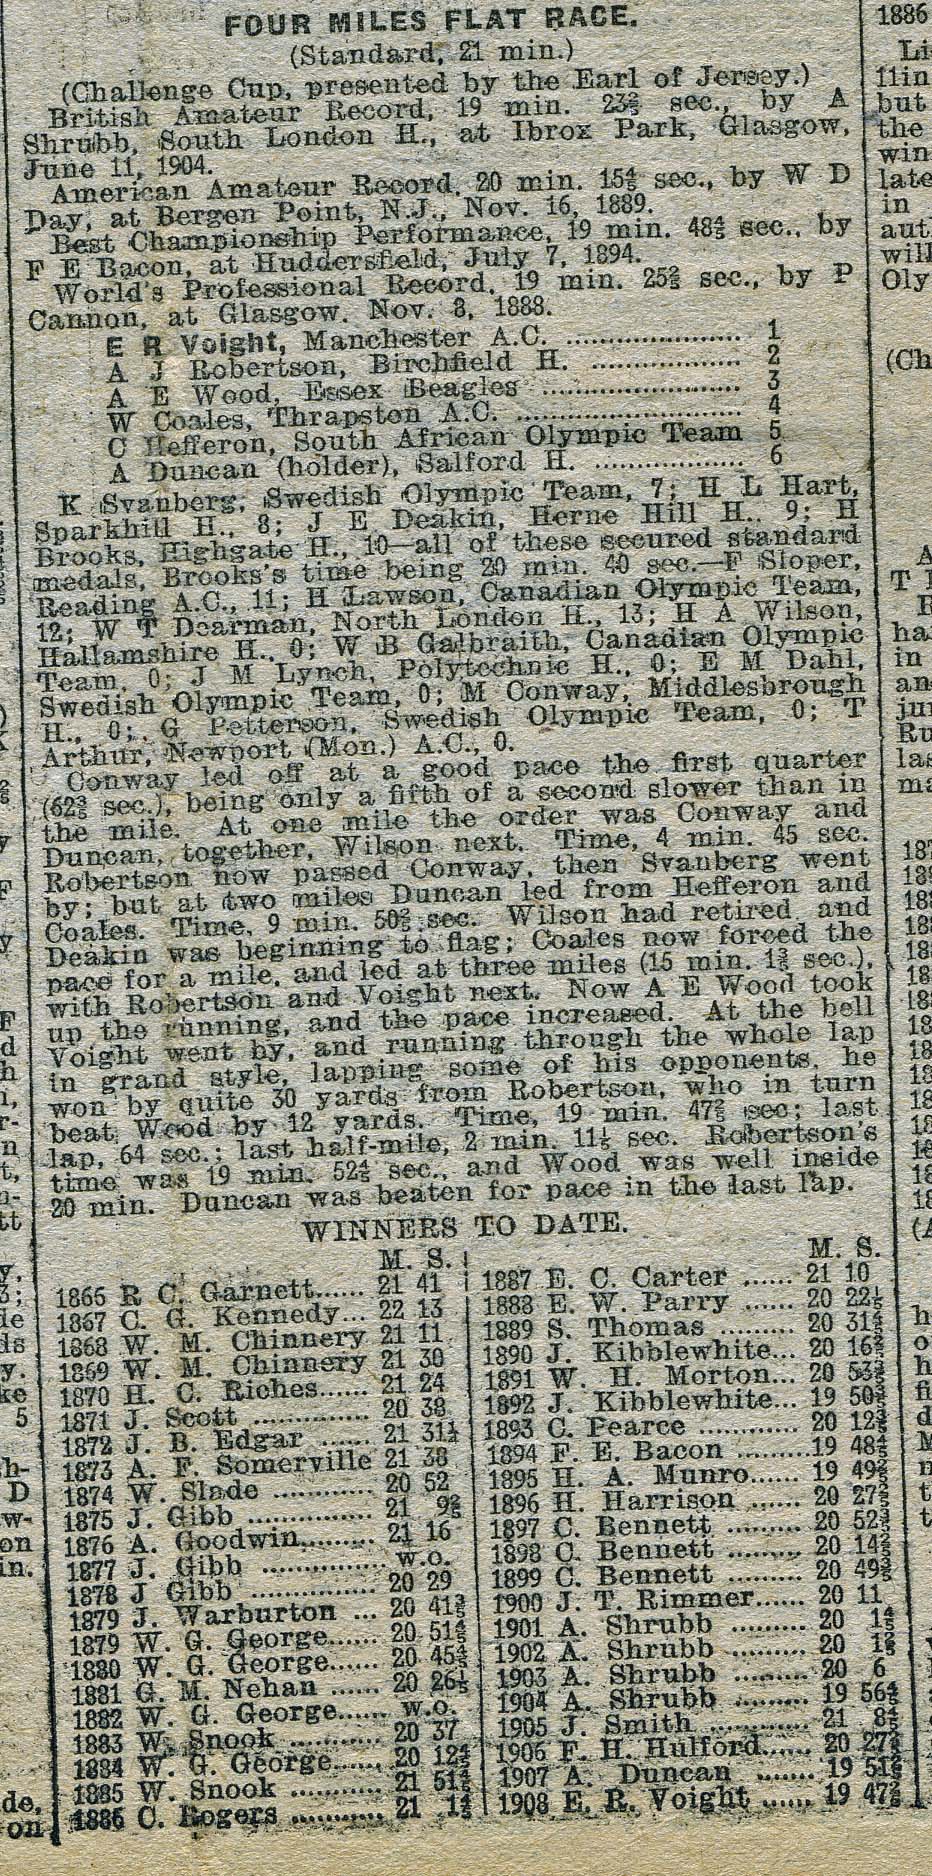 FOUR MILES FLAT RACE.
(Standard, 21 min.)
(Challenge Cup, presented by the Earl of Jersey.)
British Amateur Record, 19 min. 23⅖ sec., by A
Shrubb, South London H., at Ibrox Park, Glasgow,
June 11, 1904.
American Amateur Record, 20 min. 15⅘ sec., by W D
Day, at Bergen Point, N.J., Nov. 16, 1889.
Best Championship Performance, 19 min. 48⅘ sec., by
F E Bacon, at Huddersfield, July 7, 1894.
World's Professional Record, 19 min. 25⅖ sec., by P
Cannon, at Glasgow. Nov. 8, 1888.
E R Voight, Manchester A.C. ..................... 1
A J Robertson, Birchfield H. .................. 2
A E Wood, Essex Beagles ........................ 3
W Coales, Thrapston A.C. ........................... 4
C Hefferon, South African Olympic Team 5
A Duncan (holder), Salford H. .................. 6
K Svanberg, Swedish Olympic Team, 7; H L Hart,
Sparkhill H., 8; J E Deakin, Herne Hill H., 9; H
Brooks, Highgate H., 10—all of these secured standard
medals, Brooks's time being 20 min. 40 sec.—F Sloper,
Reading A.C., 11; H Lawson, Canadian Olympic Team,
12; W T Dearman, North London H., 13; H A Wilson,
Hallamshire H., 0; W B Galbraith, Canadian Olympic
Team, 0; J M Lynch, Polytechnic H., 0; E M Dahl,
Swedish Olympic Team, 0; M Conway, Middlesbrough
H., 0; G Petterson, Swedish Olympic Team, 0; T
Arthur, Newport (Mon.) A.C., 0.
Conway led off at a good pace the first quarter
(62⅗ sec.), being only a fifth of a second slower than in
the mile. At one mile the order was Conway and
Duncan, together, Wilson next. Time, 4 min. 45 sec.
Robertson now passed Conway, then Svanberg went
by; but at two miles Duncan led from Hefferon and
Coales. Time, 9 min. 50⅖ sec. Wilson had retired and
Deakin was beginning to flag; Coales now forced the
pace for a mile, and led at three miles (15 min. 1⅗ sec.),
with Robertson and Voight next. Now A E Wood took
up the running, and the pace increased. At the bell
Voight went by, and running through the whole lap
in grand style, lapping some of his opponents, he
won by quite 30 yards from Robertson, who in turn
beat Wood by 12 yards. Time, 19 min. 47⅖ sec; last
lap, 64 sec.; last half-mile, 2 min. 11⅕ sec. Robertson's
time was 19 min. 52⅘ sec., and Wood was well inside
20 min. Duncan was beaten for pace in the last lap.
WINNERS TO DATE.
M. S.
1866 R C. Garnett...... 21 41
1867 C. G. Kennedy... 22 13
1868 W. M. Chinnery 21 11
1869 W. M. Chinnery 21 30
1870 H. C. Riches...... 21 24
1871 J. Scott ............... 20 38
1872 J. B. Edgar ...... 21 31½
1873 A. F. Somerville 21 38
1874 W. Slade ............ 20 52
1875 J. Gibb ............... 21 9⅖
1876 A. Goodwin......... 21 16
1877 J. Gibb ............... w.o.
1878 J Gibb ............... 20 29
1879 J. Warburton ... 20 41⅗
1879 W. G. George...... 20 51⅘
1880 W. G. George...... 20 45⅘
1881 G. M. Nehan ...... 20 26⅕
1882 W. G. George...... w.o.
1883 W. Snook ............ 20 37
1884 W. G. George...... 20 12⅘
1885 W. Snook ............ 21 51⅘
1886 C. Rogers ............ 21 1⅘
M. S.
1887 E. C. Carter ...... 21 10
1888 E. W. Parry ...... 20 22⅕
1889 S. Thomas ......... 20 31⅘
1890 J. Kibblewhite... 20 16⅖
1891 W. H. Morton... 20 53⅗
1892 J. Kibblewhite... 19 50⅗
1893 C. Pearce ............ 20 12⅗
1894 F. E. Bacon ......... 19 48⅘
1895 H. A. Munro...... 19 49⅖
1896 H. Harrison ...... 20 27⅖
1897 C. Bennett ......... 20 52⅗
1898 C. Bennett ......... 20 14⅖
1899 C. Bennett ......... 20 49⅗
1900 J. T. Rimmer...... 20 11
1901 A. Shrubb ......... 20 1⅘
1902 A. Shrubb ......... 20 1⅗
1903 A. Shrubb ......... 20 6
1904 A. Shrubb ......... 19 56⅘
1905 J. Smith ............ 21 8⅘
1906 F. H. Hulford...... 20 27⅖
1907 A. Duncan ....... 19 51⅖
1908 E. R. Voight ...... 19 47⅖